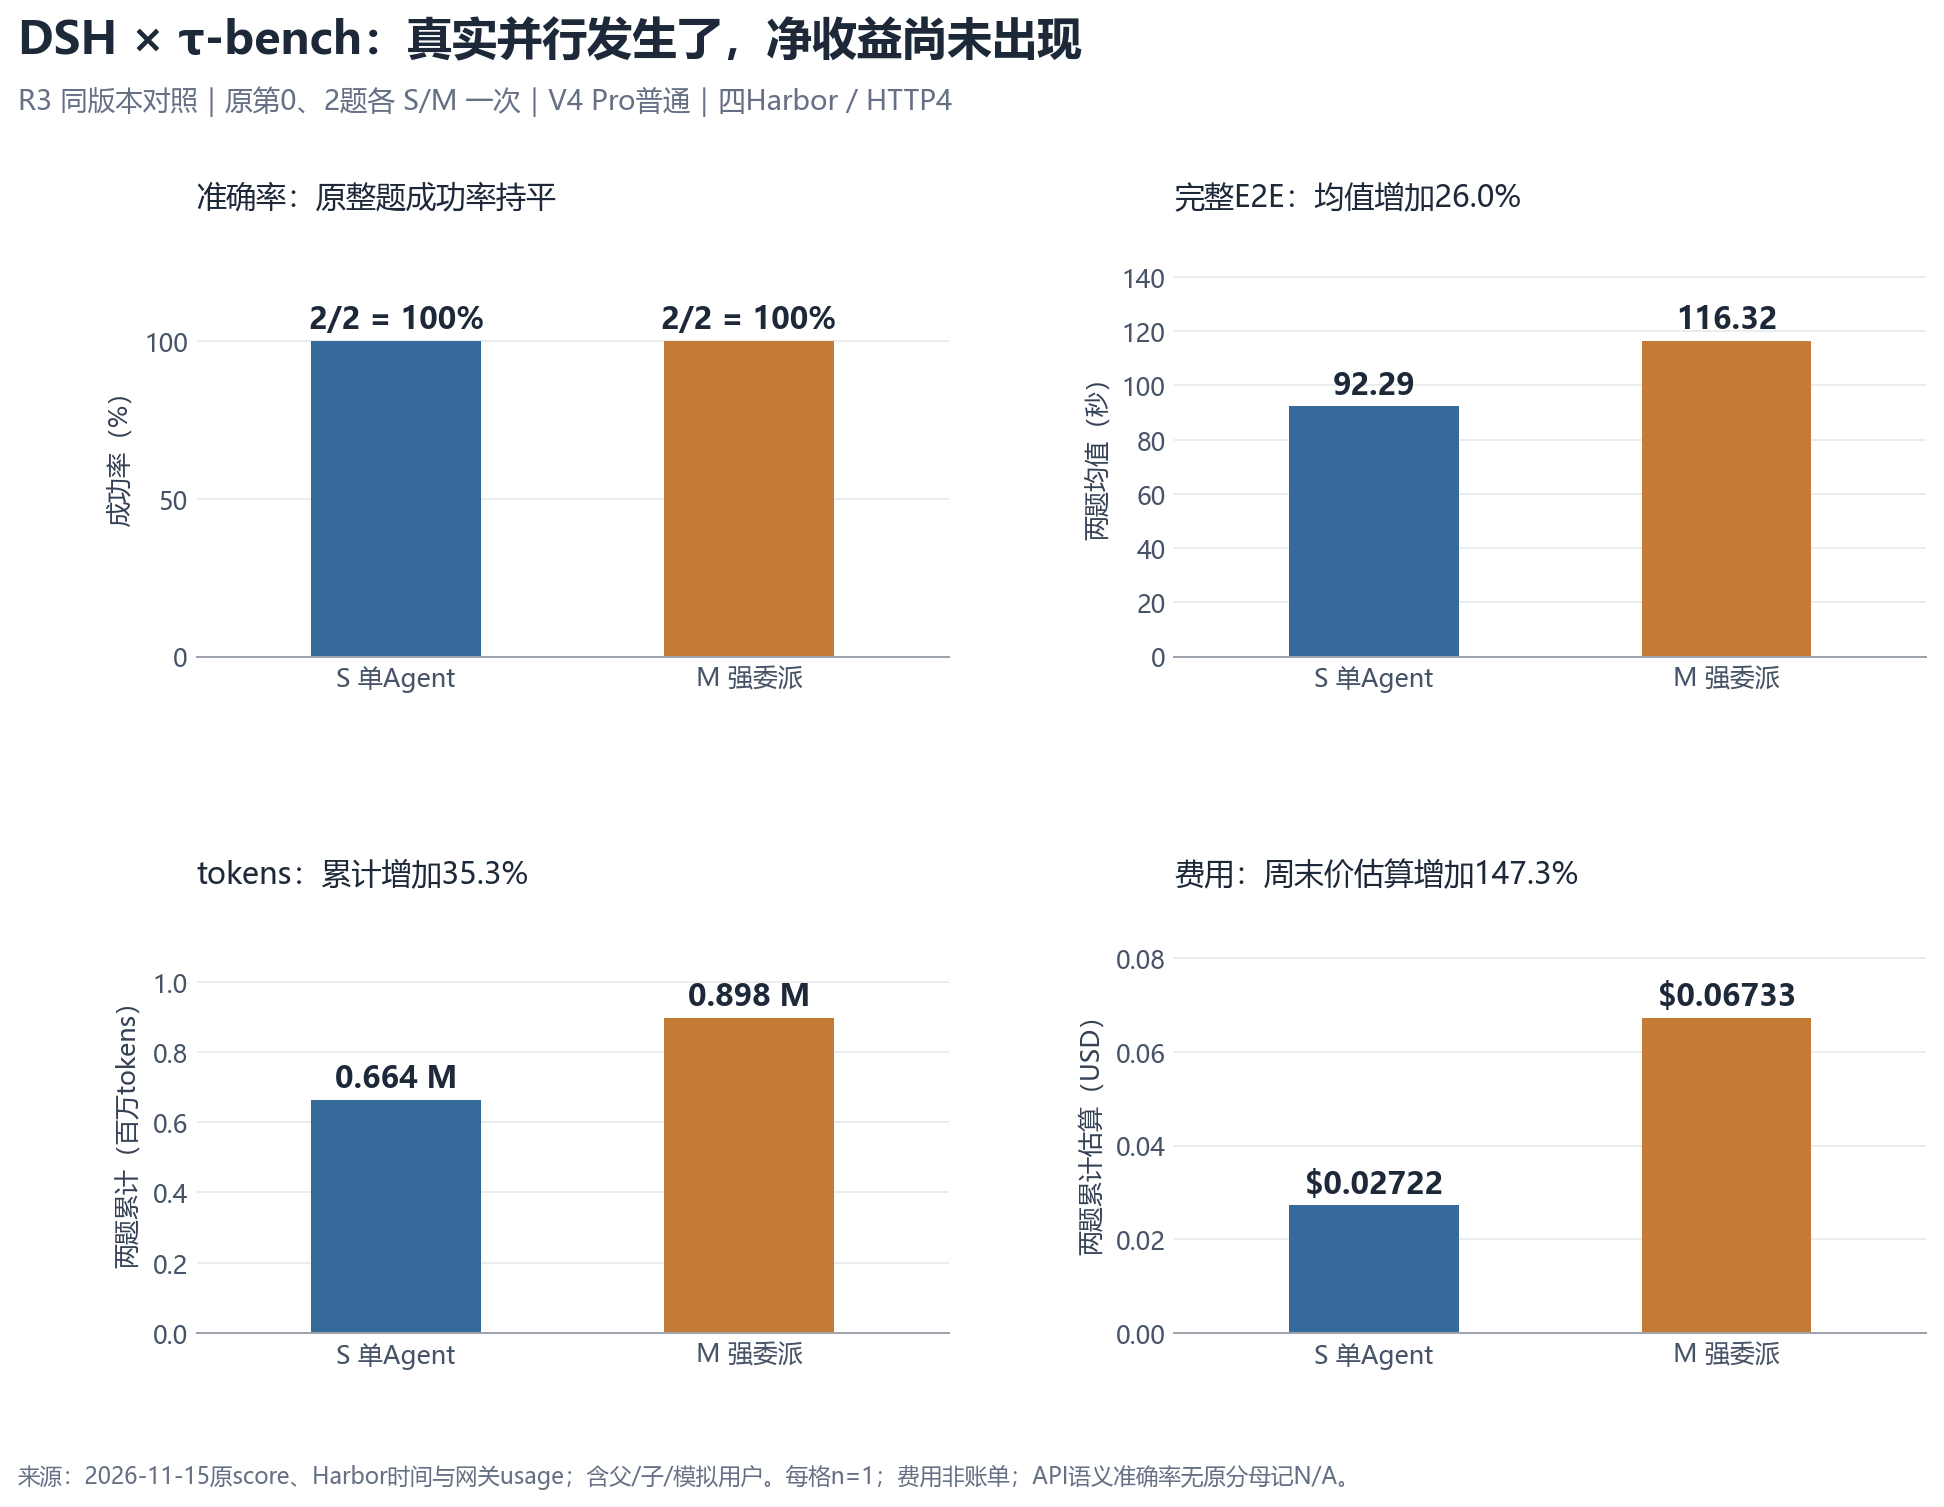 DSH × τ-bench：真实并行发生了，净收益尚未出现
R3 同版本对照｜原第0、2题各 S/M 一次｜V4 Pro普通｜四Harbor / HTTP4
准确率：原整题成功率持平
成功率（%）
100
50
0
2/2 = 100%
2/2 = 100%
S 单Agent
M 强委派
完整E2E：均值增加26.0%
两题均值（秒）
140
120
100
80
60
40
20
0
92.29
116.32
S 单Agent
M 强委派
tokens：累计增加35.3%
两题累计（百万tokens）
1.0
0.8
0.6
0.4
0.2
0.0
0.664 M
0.898 M
S 单Agent
M 强委派
费用：周末价估算增加147.3%
两题累计估算（USD）
0.08
0.06
0.04
0.02
0.00
$0.02722
$0.06733
S 单Agent
M 强委派
来源：2026-11-15原score、Harbor时间与网关usage；含父/子/模拟用户。每格n=1；费用非账单；API语义准确率无原分母记N/A。